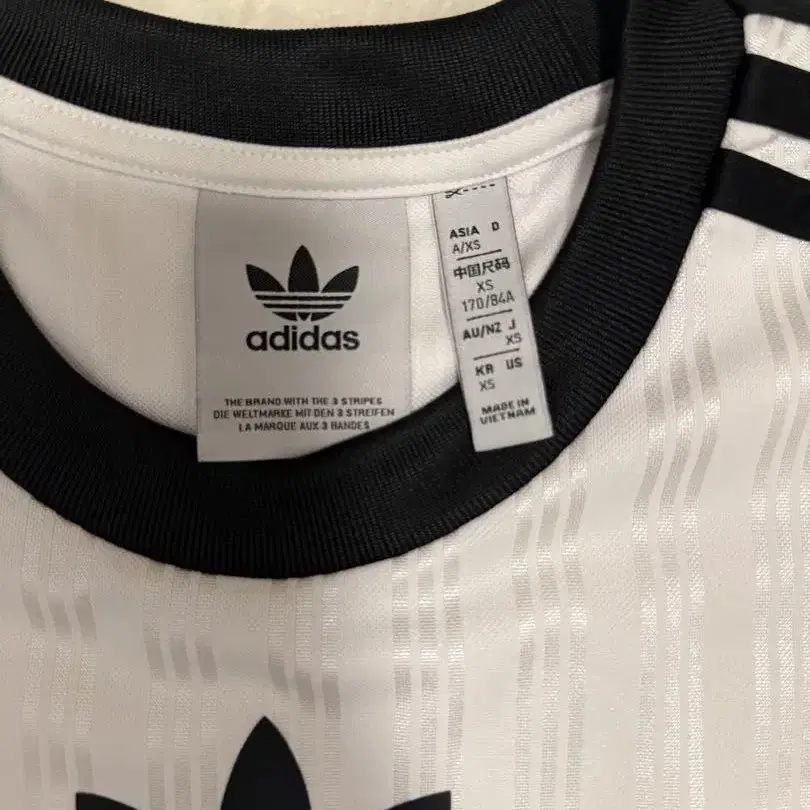 adidas
THE BRAND WITH THE 3 STRIPES
DIE WELTMARKE MIT DEN 3 STREIFEN
LA MARQUE AUX 3 BANDES
ASIA D
A/XS
中国尺码
XS
170/84A
AU/NZ J
XS
KR US
XS
MADE IN
VIETNAM